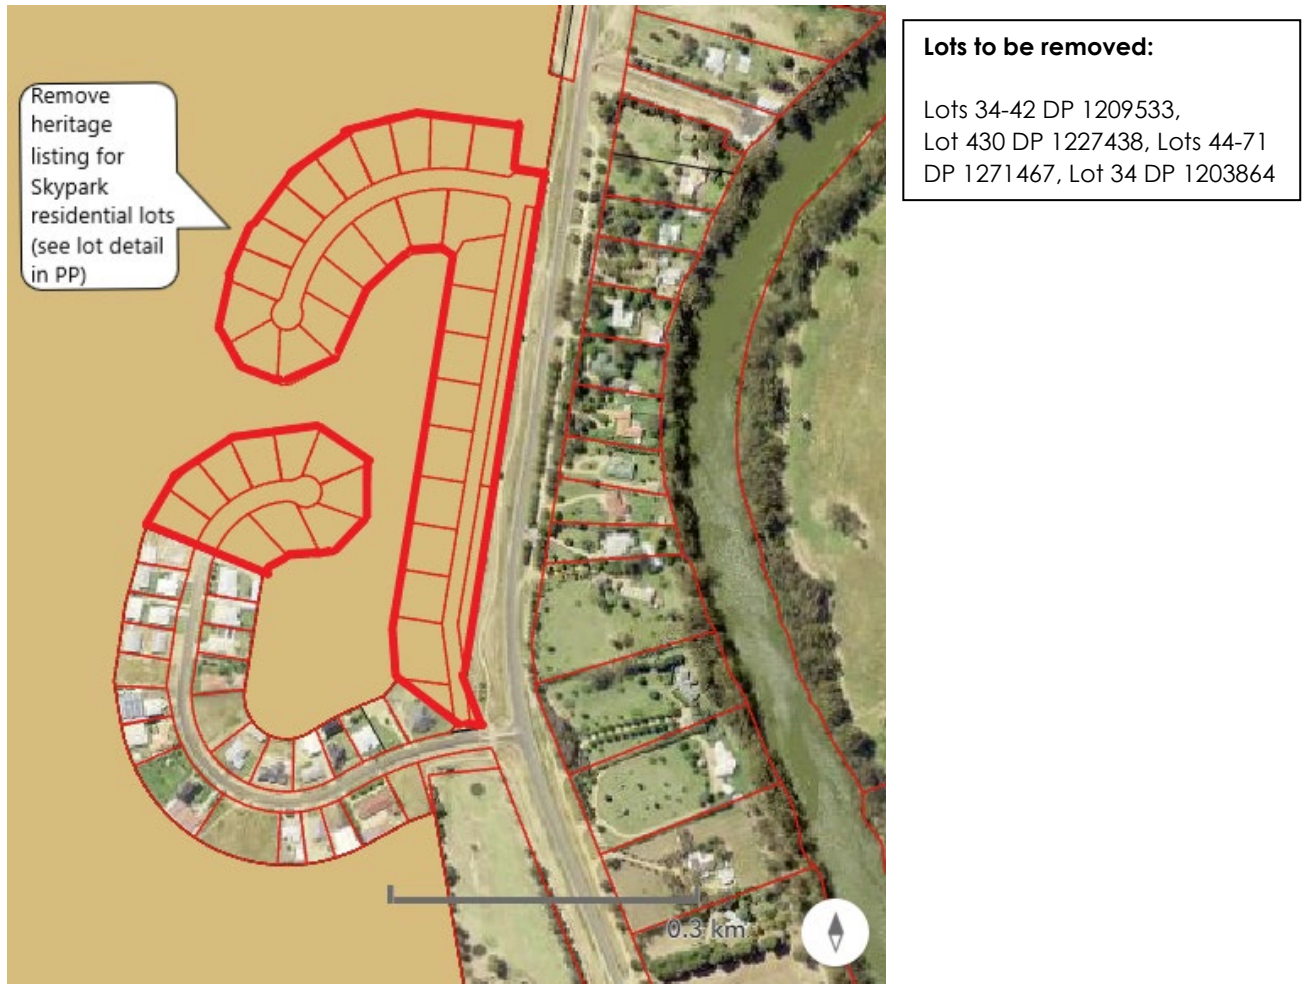 Remove
heritage
listing for
Skypark
residential lots
(see lot detail
in PP)
Lots to be removed:
Lots 34-42 DP 1209533,
Lot 430 DP 1227438, Lots 44-71
DP 1271467, Lot 34 DP 1203864
0.3 km